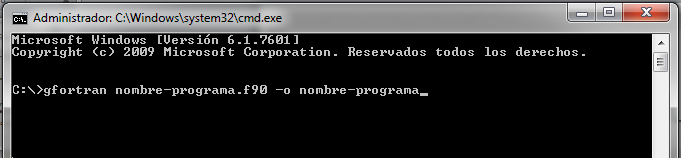 Administrador: C:\Windows\system32\cmd.exe
Microsoft Windows [Versión 6.1.7601]
Copyright (c) 2009 Microsoft Corporation. Reservados todos los derechos.
C:\>gfortran nombre-programa.f90 -o nombre-programa_